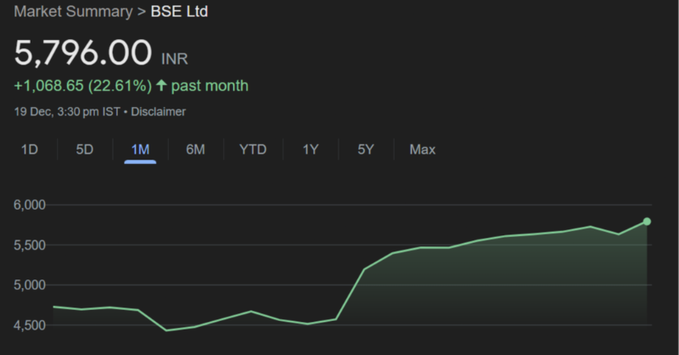 Market Summary > BSE Ltd
5,796.00 INR
+1,068.65 (22.61%) ↑ past month
19 Dec, 3:30 pm IST • Disclaimer
1D 5D 1M 6M YTD 1Y 5Y Max
6,000
5,500
5,000
4,500